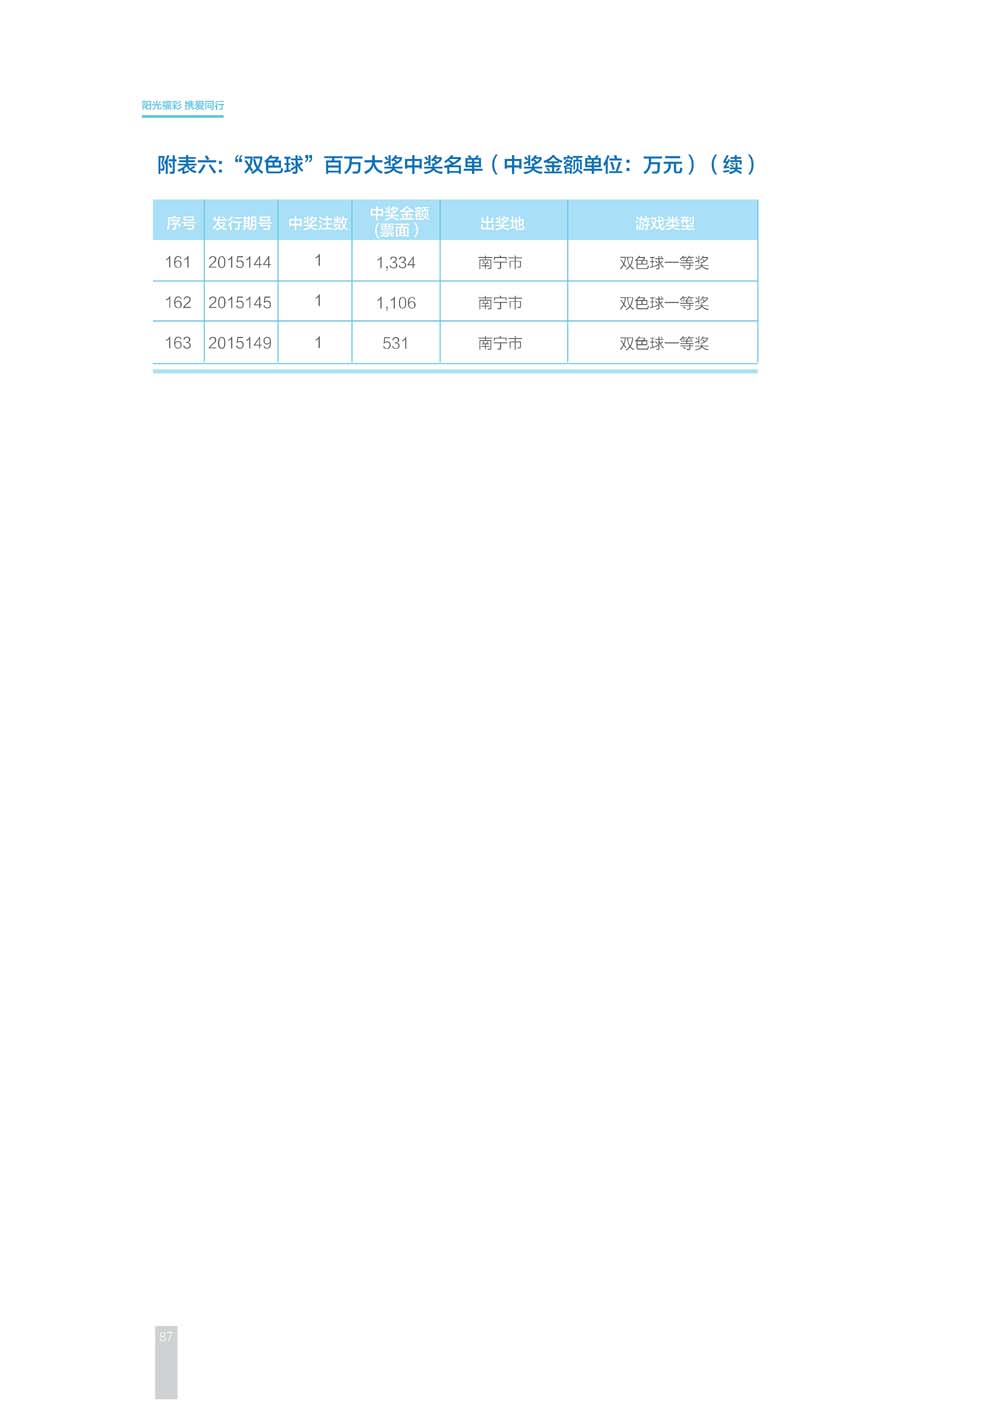 阳光福彩 携爱同行
附表六：“双色球”百万大奖中奖名单（中奖金额单位：万元）（续）
序号 发行期号 中奖注数 中奖金额（票面） 出奖地 游戏类型
161 2015144 1 1,334 南宁市 双色球一等奖
162 2015145 1 1,106 南宁市 双色球一等奖
163 2015149 1 531 南宁市 双色球一等奖
87